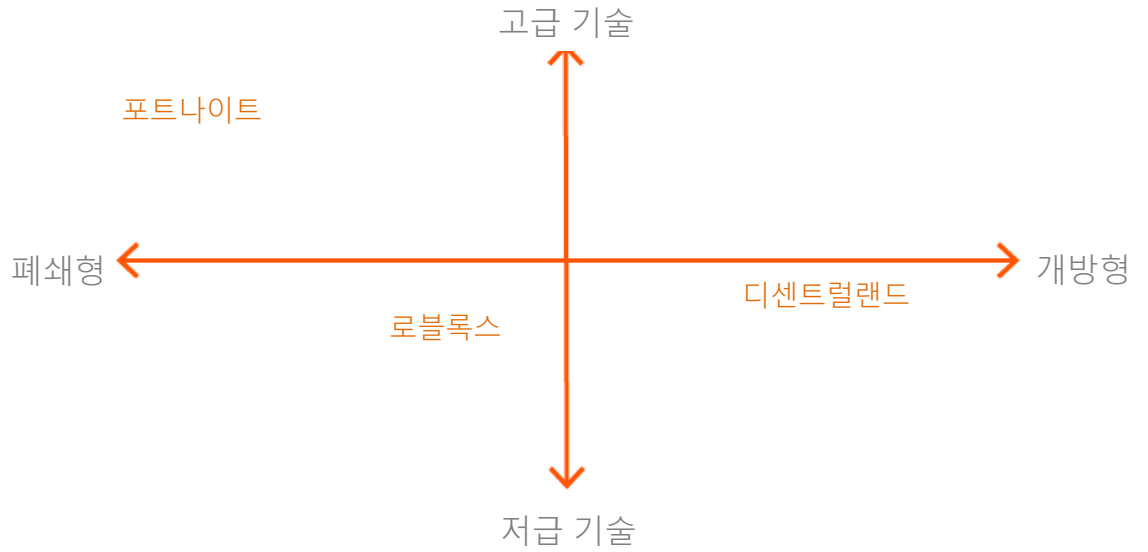 고급 기술
포트나이트
폐쇄형
개방형
디센트럴랜드
로블록스
저급 기술